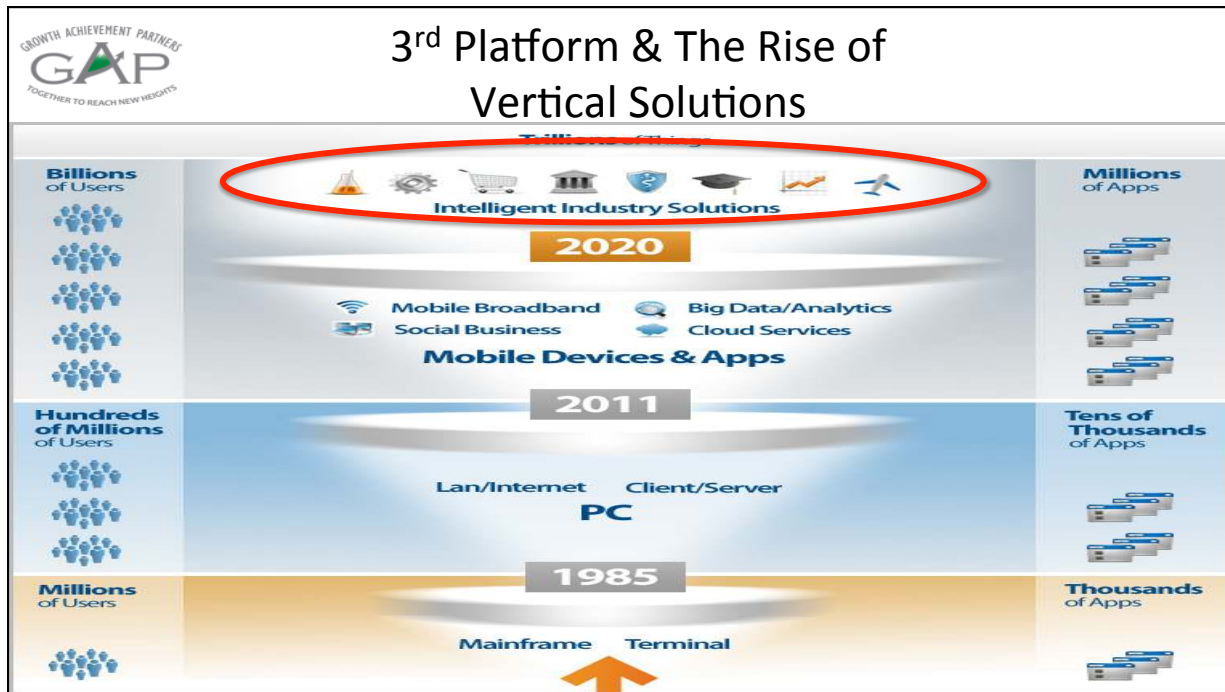 GROWTH ACHIEVEMENT PARTNERS
GAP
TOGETHER TO REACH NEW HEIGHTS
3rd Platform & The Rise of
Vertical Solutions
Trillions of Things
Billions
of Users
Millions
of Apps
Intelligent Industry Solutions
2020
Mobile Broadband
Big Data/Analytics
Social Business
Cloud Services
Mobile Devices & Apps
2011
Hundreds
of Millions
of Users
Tens of
Thousands
of Apps
Lan/Internet Client/Server
PC
1985
Millions
of Users
Thousands
of Apps
Mainframe Terminal